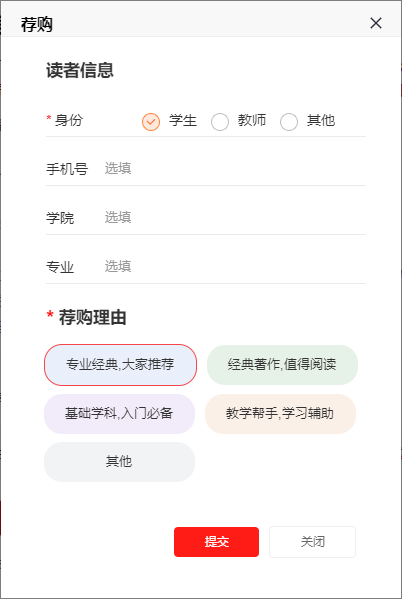 荐购
读者信息
* 身份 学生 教师 其他
手机号 选填
学院 选填
专业 选填
* 荐购理由
专业经典,大家推荐 经典著作,值得阅读
基础学科,入门必备 教学帮手,学习辅助
其他
提交 关闭